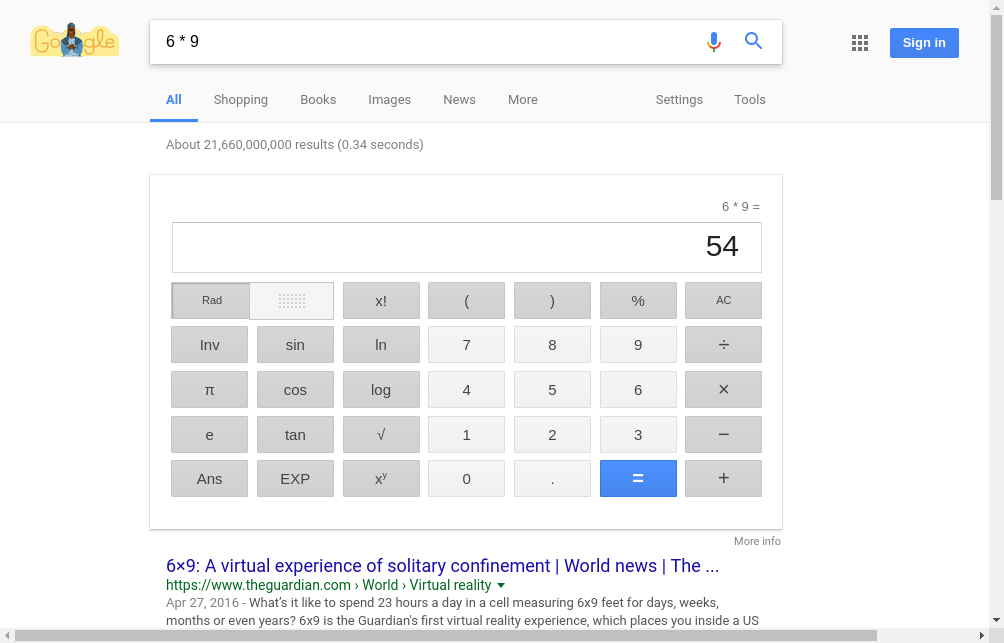 Google
6 * 9
Sign in
All Shopping Books Images News More Settings Tools
About 21,660,000,000 results (0.34 seconds)
6 * 9 =
54
Rad x! ( ) % AC
Inv sin ln 7 8 9 ÷
π cos log 4 5 6 ×
e tan √ 1 2 3 −
Ans EXP xʸ 0 . = +
More info
6×9: A virtual experience of solitary confinement | World news | The ...
https://www.theguardian.com › World › Virtual reality
Apr 27, 2016 - What's it like to spend 23 hours a day in a cell measuring 6x9 feet for days, weeks,
months or even years? 6x9 is the Guardian's first virtual reality experience, which places you inside a US